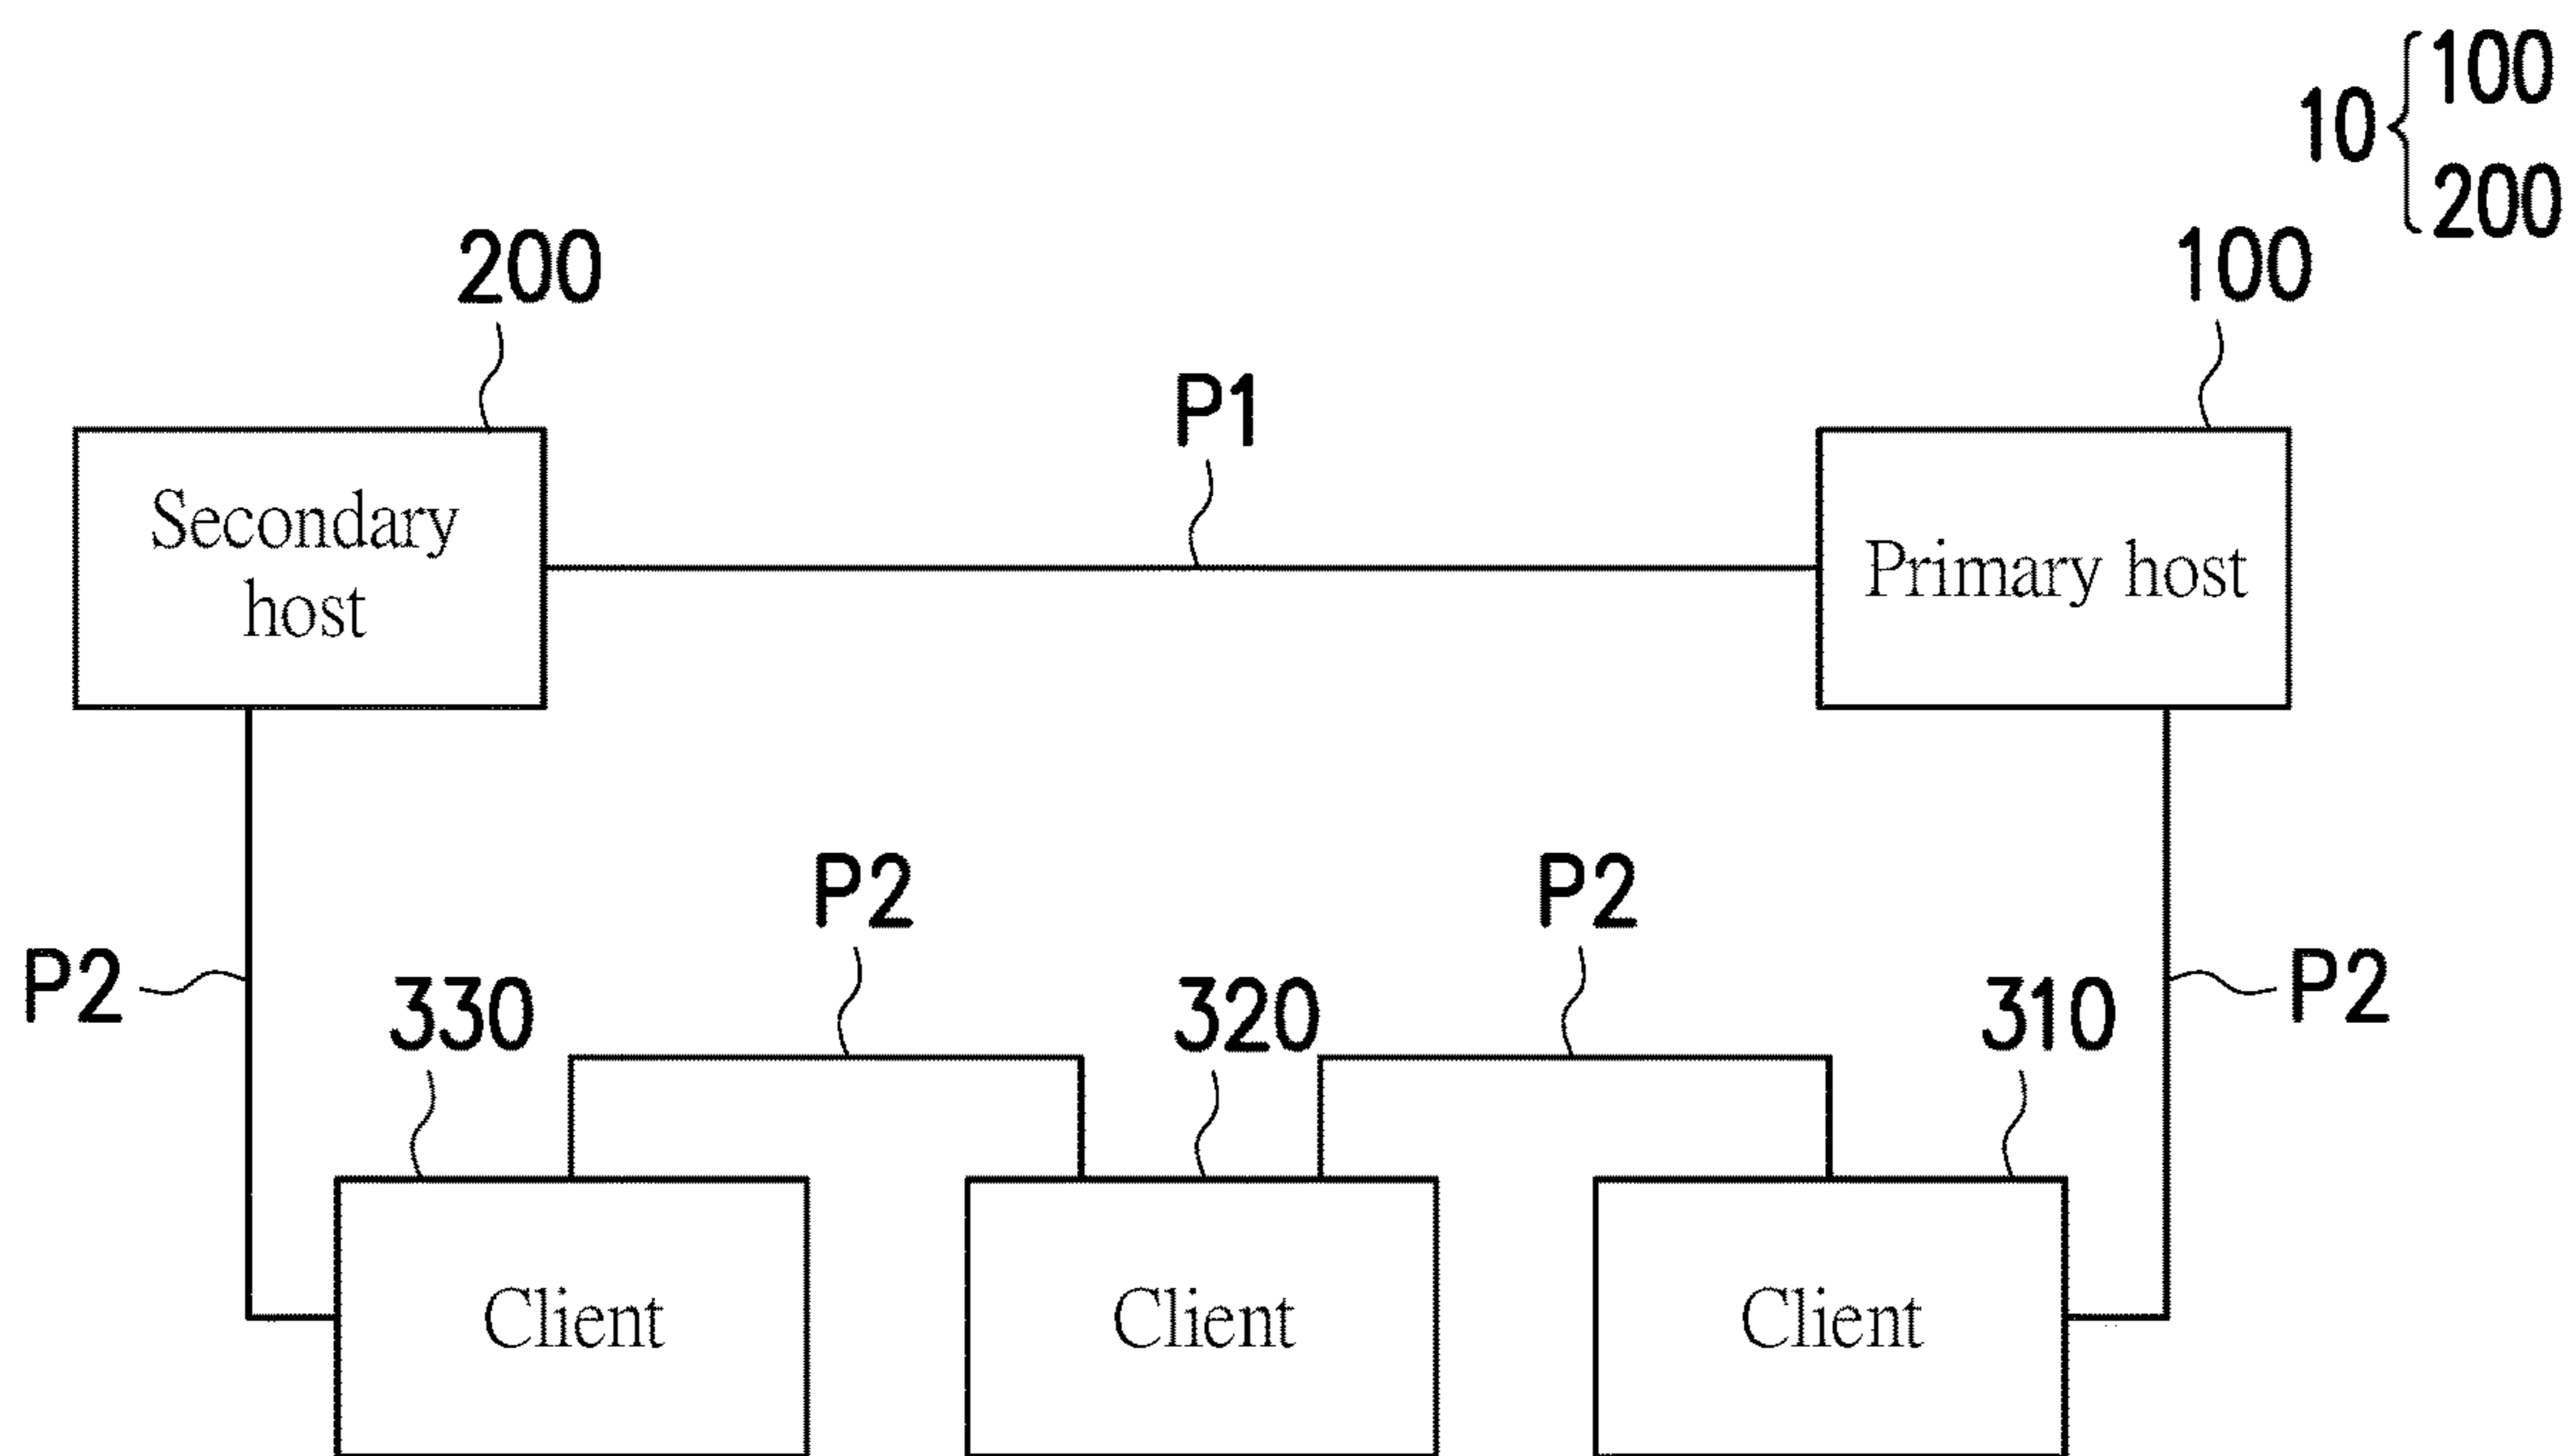 10 { 100
200
200
100
P1
Secondary
host
Primary host
P2
P2
P2
P2
330
320
310
Client
Client
Client